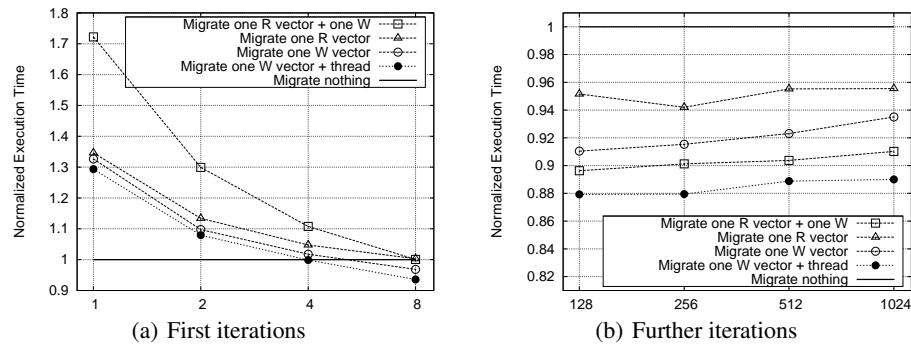 1.8
1.7
1.6
1.5
1.4
1.3
1.2
1.1
1
0.9
Normalized Execution Time
Migrate one R vector + one W
Migrate one R vector
Migrate one W vector
Migrate one W vector + thread
Migrate nothing
1 2 4 8
(a) First iterations
1
0.96
0.92
0.9
0.88
0.86
0.84
0.82
Normalized Execution Time
Migrate one R vector + one W
Migrate one R vector
Migrate one W vector
Migrate one W vector + thread
Migrate nothing
128 256 512 1024
(b) Further iterations